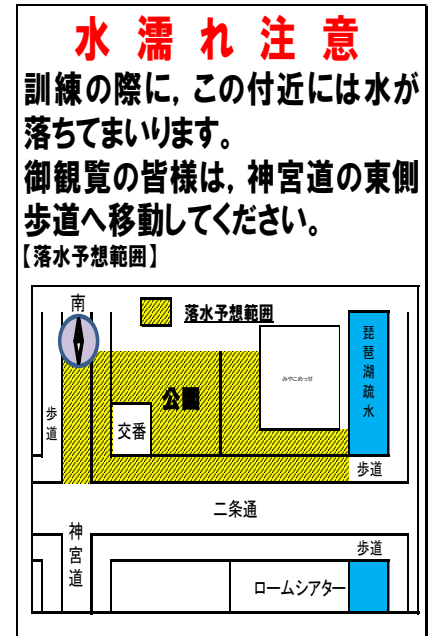 水濡れ注意
訓練の際に，この付近には水が
落ちてまいります。
御観覧の皆様は，神宮道の東側
歩道へ移動してください。
【落水予想範囲】
南
落水予想範囲
みやこめっせ
琵琶湖疏水
公園
交番
歩道
歩道
二条通
神宮道
歩道
ロームシアター